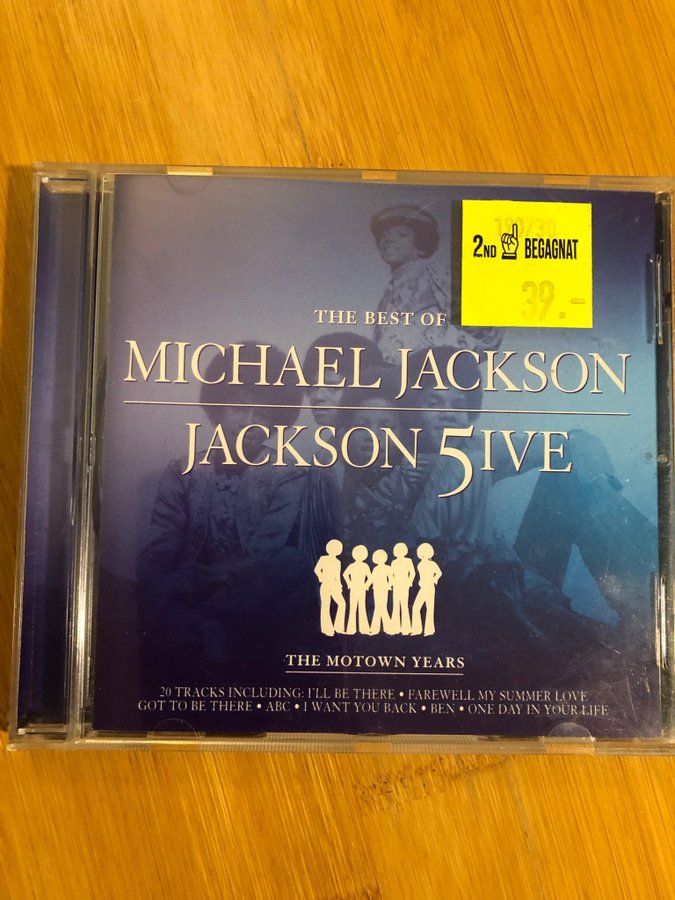 2ND BEGAGNAT
39.-
THE BEST OF
MICHAEL JACKSON
JACKSON 5IVE
THE MOTOWN YEARS
20 TRACKS INCLUDING: I'LL BE THERE • FAREWELL MY SUMMER LOVE
GOT TO BE THERE • ABC • I WANT YOU BACK • BEN • ONE DAY IN YOUR LIFE